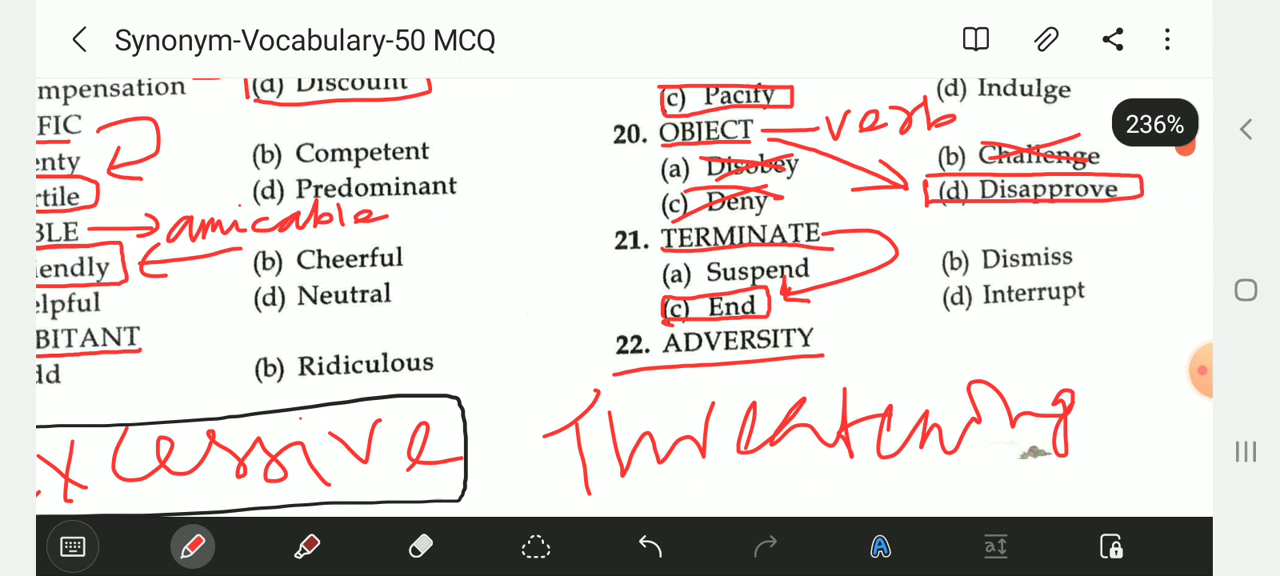 Synonym-Vocabulary-50 MCQ
236%
mpensation
(d) Discount
FIC
enty
(b) Competent
rtile
(d) Predominant
BLE amicable
endly
(b) Cheerful
elpful
(d) Neutral
BITANT
dd
(b) Ridiculous
xcessive
(c) Pacify
(d) Indulge
20. OBJECT verb
(a) Disobey
(b) Challenge
(c) Deny
(d) Disapprove
21. TERMINATE
(a) Suspend
(b) Dismiss
(c) End
(d) Interrupt
22. ADVERSITY
Threatening